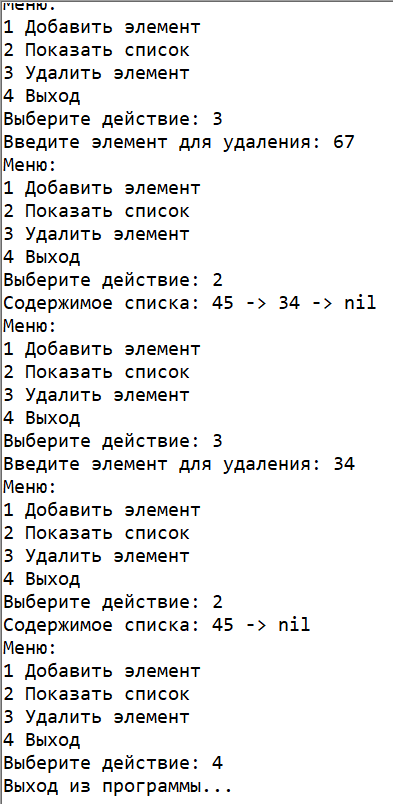 Меню:
1 Добавить элемент
2 Показать список
3 Удалить элемент
4 Выход
Выберите действие: 3
Введите элемент для удаления: 67
Меню:
1 Добавить элемент
2 Показать список
3 Удалить элемент
4 Выход
Выберите действие: 2
Содержимое списка: 45 -> 34 -> nil
Меню:
1 Добавить элемент
2 Показать список
3 Удалить элемент
4 Выход
Выберите действие: 3
Введите элемент для удаления: 34
Меню:
1 Добавить элемент
2 Показать список
3 Удалить элемент
4 Выход
Выберите действие: 2
Содержимое списка: 45 -> nil
Меню:
1 Добавить элемент
2 Показать список
3 Удалить элемент
4 Выход
Выберите действие: 4
Выход из программы...